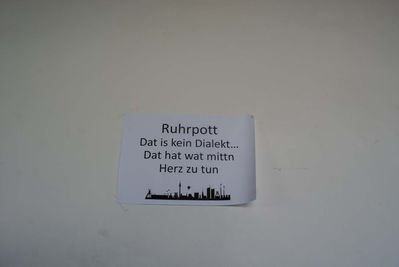 Ruhrpott
Dat is kein Dialekt...
Dat hat wat mittn
Herz zu tun